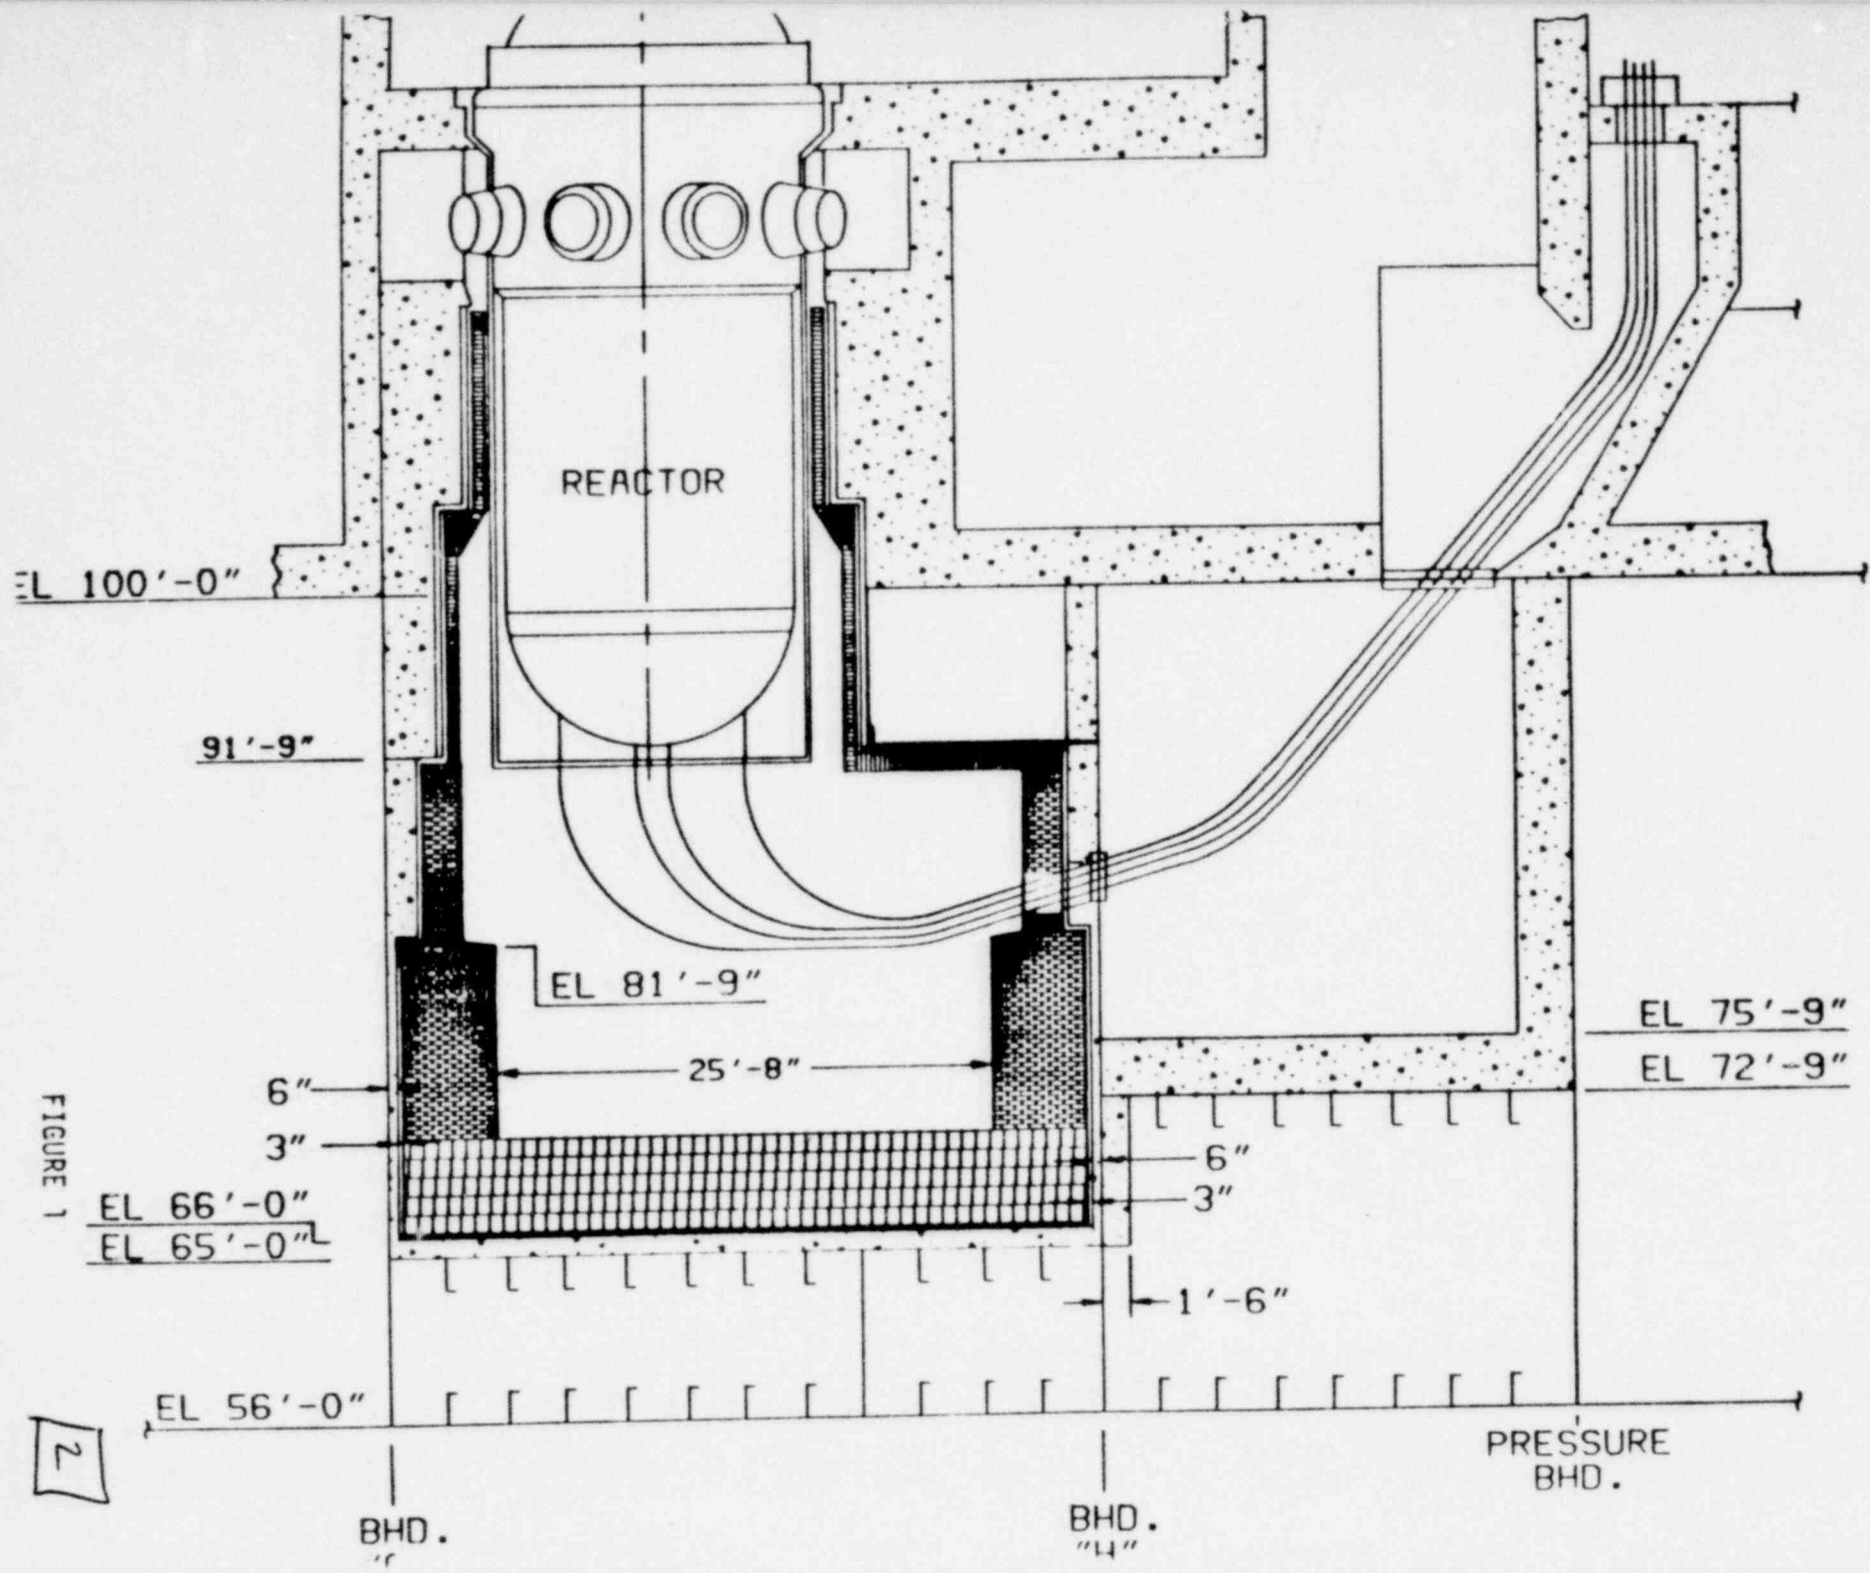 REACTOR
EL 100'-0"
91'-9"
EL 81'-9"
EL 75'-9"
25'-8"
EL 72'-9"
6"
3"
6"
3"
FIGURE 1
EL 66'-0"
EL 65'-0"
1'-6"
EL 56'-0"
2
PRESSURE
BHD.
BHD.
BHD.
"H"